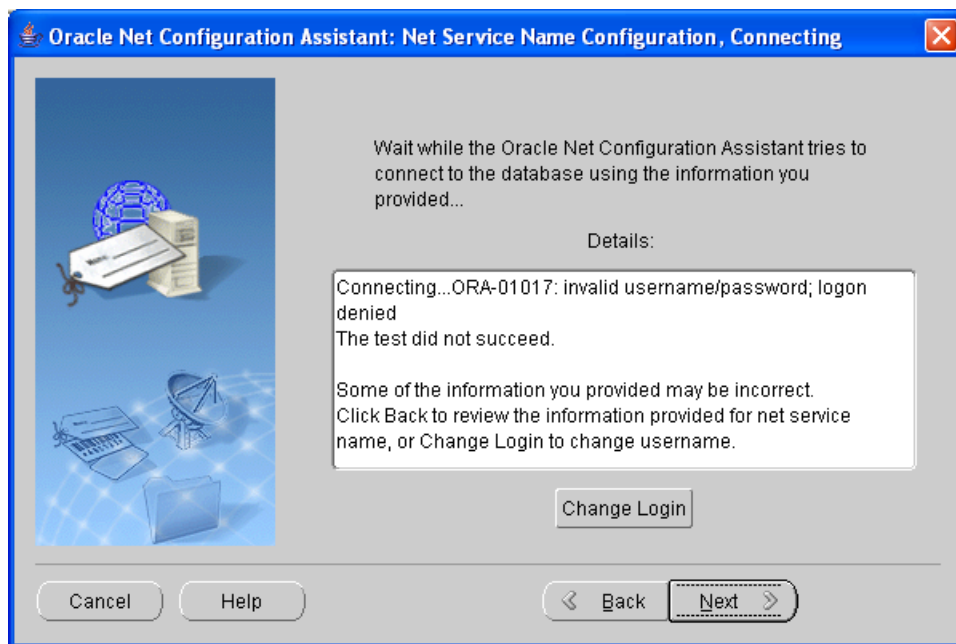 Oracle Net Configuration Assistant: Net Service Name Configuration, Connecting
Wait while the Oracle Net Configuration Assistant tries to
connect to the database using the information you
provided...
Details:
Connecting...ORA-01017: invalid username/password; logon
denied
The test did not succeed.
Some of the information you provided may be incorrect.
Click Back to review the information provided for net service
name, or Change Login to change username.
Change Login
Cancel
Help
Back
Next